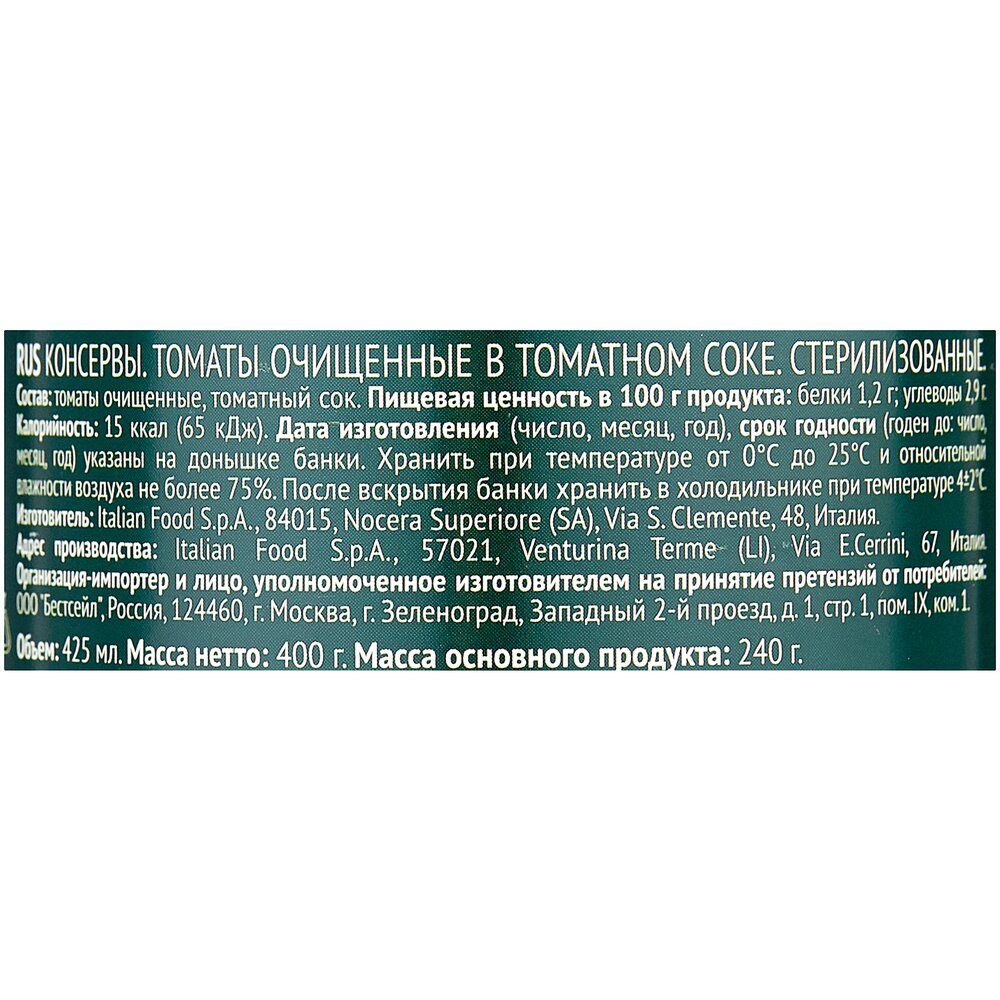 RUS КОНСЕРВЫ. ТОМАТЫ ОЧИЩЕННЫЕ В ТОМАТНОМ СОКЕ. СТЕРИЛИЗОВАННЫЕ.
Состав: томаты очищенные, томатный сок. Пищевая ценность в 100 г продукта: белки 1,2 г; углеводы 2,9 г.
Калорийность: 15 ккал (65 кДж). Дата изготовления (число, месяц, год), срок годности (годен до: число,
месяц, год) указаны на донышке банки. Хранить при температуре от 0°С до 25°С и относительной
влажности воздуха не более 75%. После вскрытия банки хранить в холодильнике при температуре 4±2°С.
Изготовитель: Italian Food S.p.A., 84015, Nocera Superiore (SA), Via S. Clemente, 48, Италия.
Адрес производства: Italian Food S.p.A., 57021, Venturina Terme (LI), Via E.Cerrini, 67, Италия.
Организация-импортер и лицо, уполномоченное изготовителем на принятие претензий от потребителей:
ООО "Бестсейл", Россия, 124460, г. Москва, г. Зеленоград, Западный 2-й проезд, д. 1, стр. 1, пом. IX, ком. 1.
Объем: 425 мл. Масса нетто: 400 г. Масса основного продукта: 240 г.